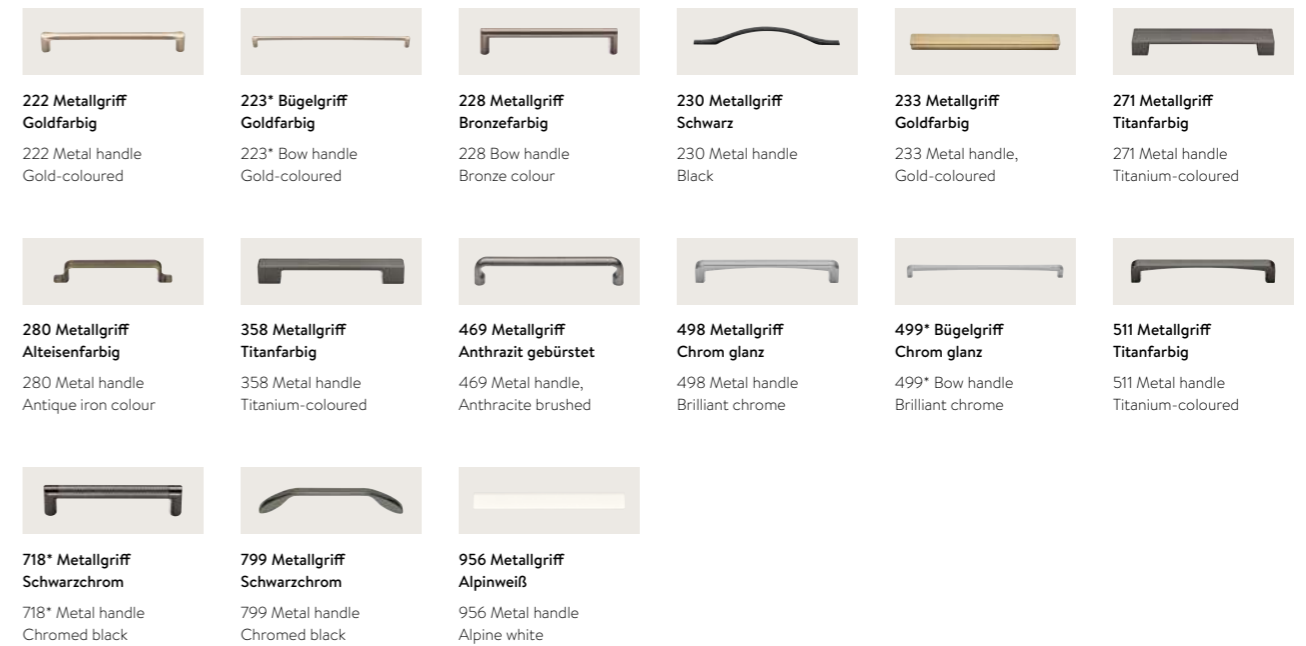 222 Metallgriff
Goldfarbig
222 Metal handle
Gold-coloured
223* Bügelgriff
Goldfarbig
223* Bow handle
Gold-coloured
228 Metallgriff
Bronzefarbig
228 Bow handle
Bronze colour
230 Metallgriff
Schwarz
230 Metal handle
Black
233 Metallgriff
Goldfarbig
233 Metal handle,
Gold-coloured
271 Metallgriff
Titanfarbig
271 Metal handle
Titanium-coloured
280 Metallgriff
Alteisenfarbig
280 Metal handle
Antique iron colour
358 Metallgriff
Titanfarbig
358 Metal handle
Titanium-coloured
469 Metallgriff
Anthrazit gebürstet
469 Metal handle,
Anthracite brushed
498 Metallgriff
Chrom glanz
498 Metal handle
Brilliant chrome
499* Bügelgriff
Chrom glanz
499* Bow handle
Brilliant chrome
511 Metallgriff
Titanfarbig
511 Metal handle
Titanium-coloured
718* Metallgriff
Schwarzchrom
718* Metal handle
Chromed black
799 Metallgriff
Schwarzchrom
799 Metal handle
Chromed black
956 Metallgriff
Alpinweiß
956 Metal handle
Alpine white